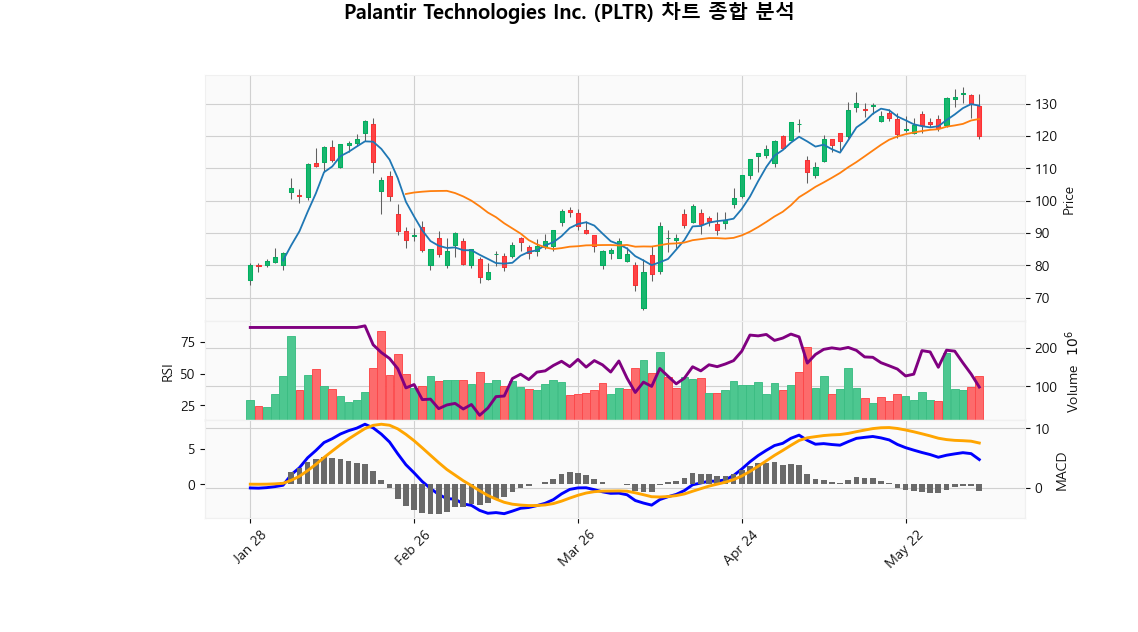 Palantir Technologies Inc. (PLTR) 차트 종합 분석
130
120
110
100
90
80
70
Price
75
50
25
RSI
200
100
Volume 10^6
5
0
10
0
MACD
Jan 28
Feb 26
Mar 26
Apr 24
May 22